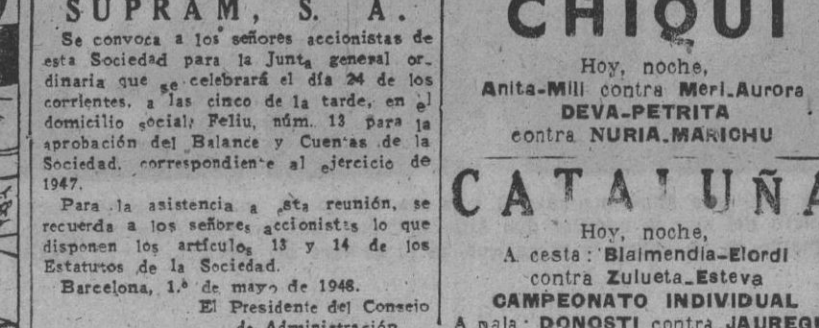 SUPRAM, S. A.
Se convoca a los señores accionistas de
esta Sociedad para la Junta general or-
dinaria que se celebrará el día 24 de los
corrientes, a las cinco de la tarde, en el
domicilio social, Feliu, núm. 13 para la
aprobación del Balance y Cuentas de la
Sociedad, correspondiente al ejercicio de
1947.
Para la asistencia a esta reunión, se
recuerda a los señores accionistas lo que
disponen los artículos 13 y 14 de los
Estatutos de la Sociedad.
Barcelona, 1.º de mayo de 1948.
El Presidente del Consejo
de Administración
CHIQUI
Hoy, noche,
Anita-Mili contra Meri-Aurora
DEVA-PETRITA
contra NURIA-MARICHU
CATALUÑA
Hoy, noche,
A cesta: Blaimendia-Elordi
contra Zulueta-Esteva
CAMPEONATO INDIVIDUAL
A pala: DONOSTI contra JAUREGUI